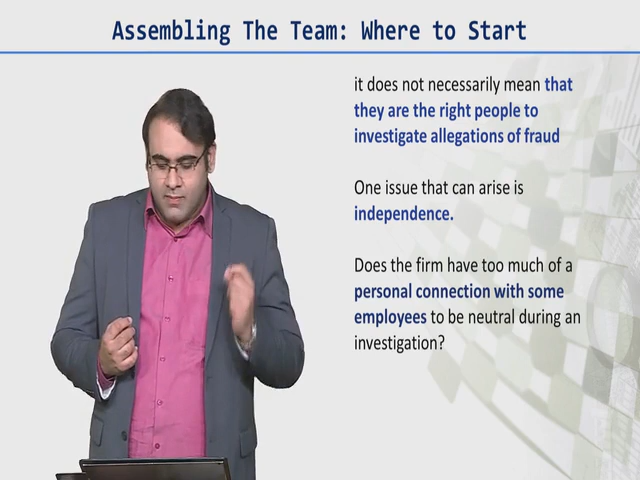 Assembling The Team: Where to Start
it does not necessarily mean that
they are the right people to
investigate allegations of fraud
One issue that can arise is
independence.
Does the firm have too much of a
personal connection with some
employees to be neutral during an
investigation?